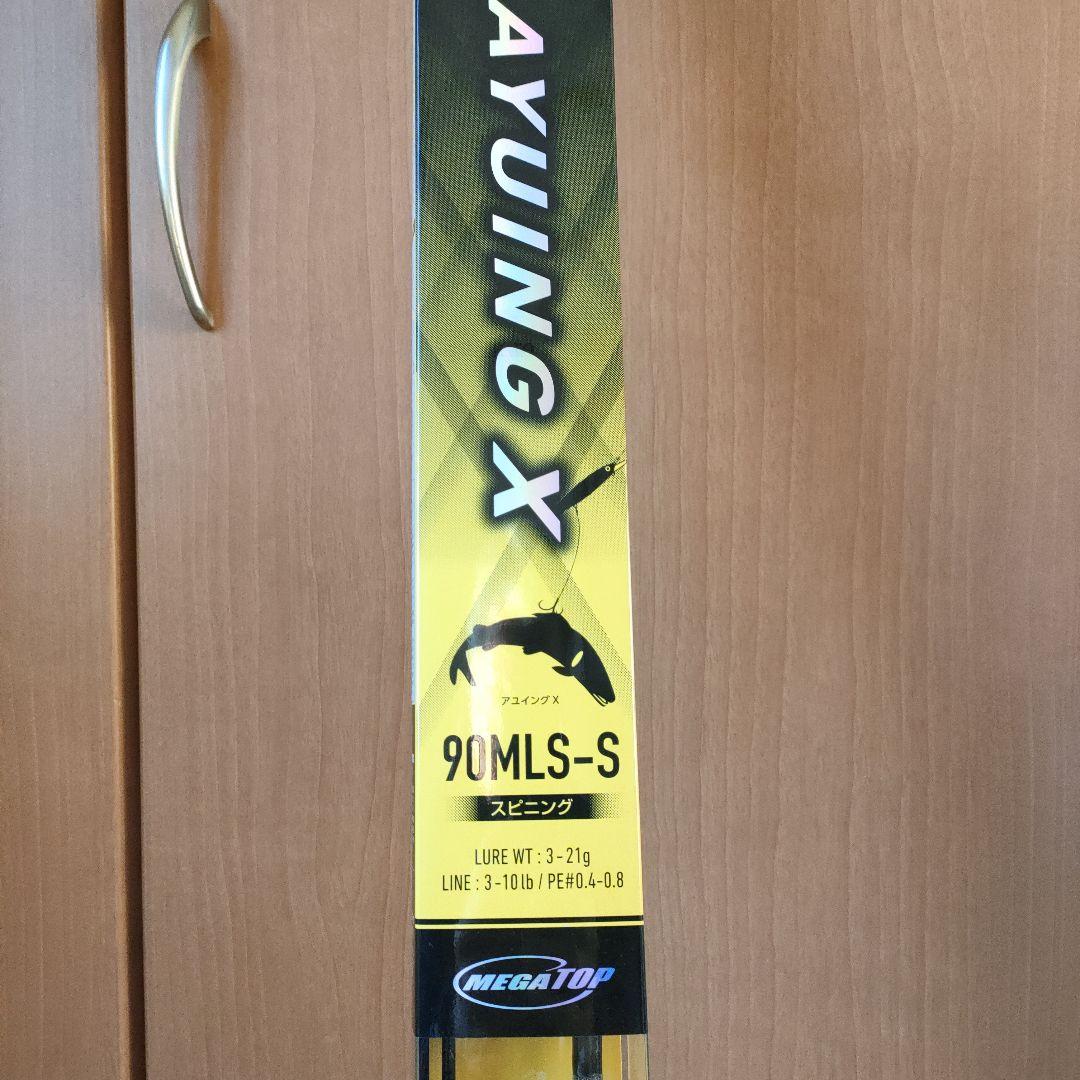 AYUING X
アユイングX
90MLS-S
スピニング
LURE WT : 3-21g
LINE : 3-10lb / PE#0.4-0.8
MEGATOP